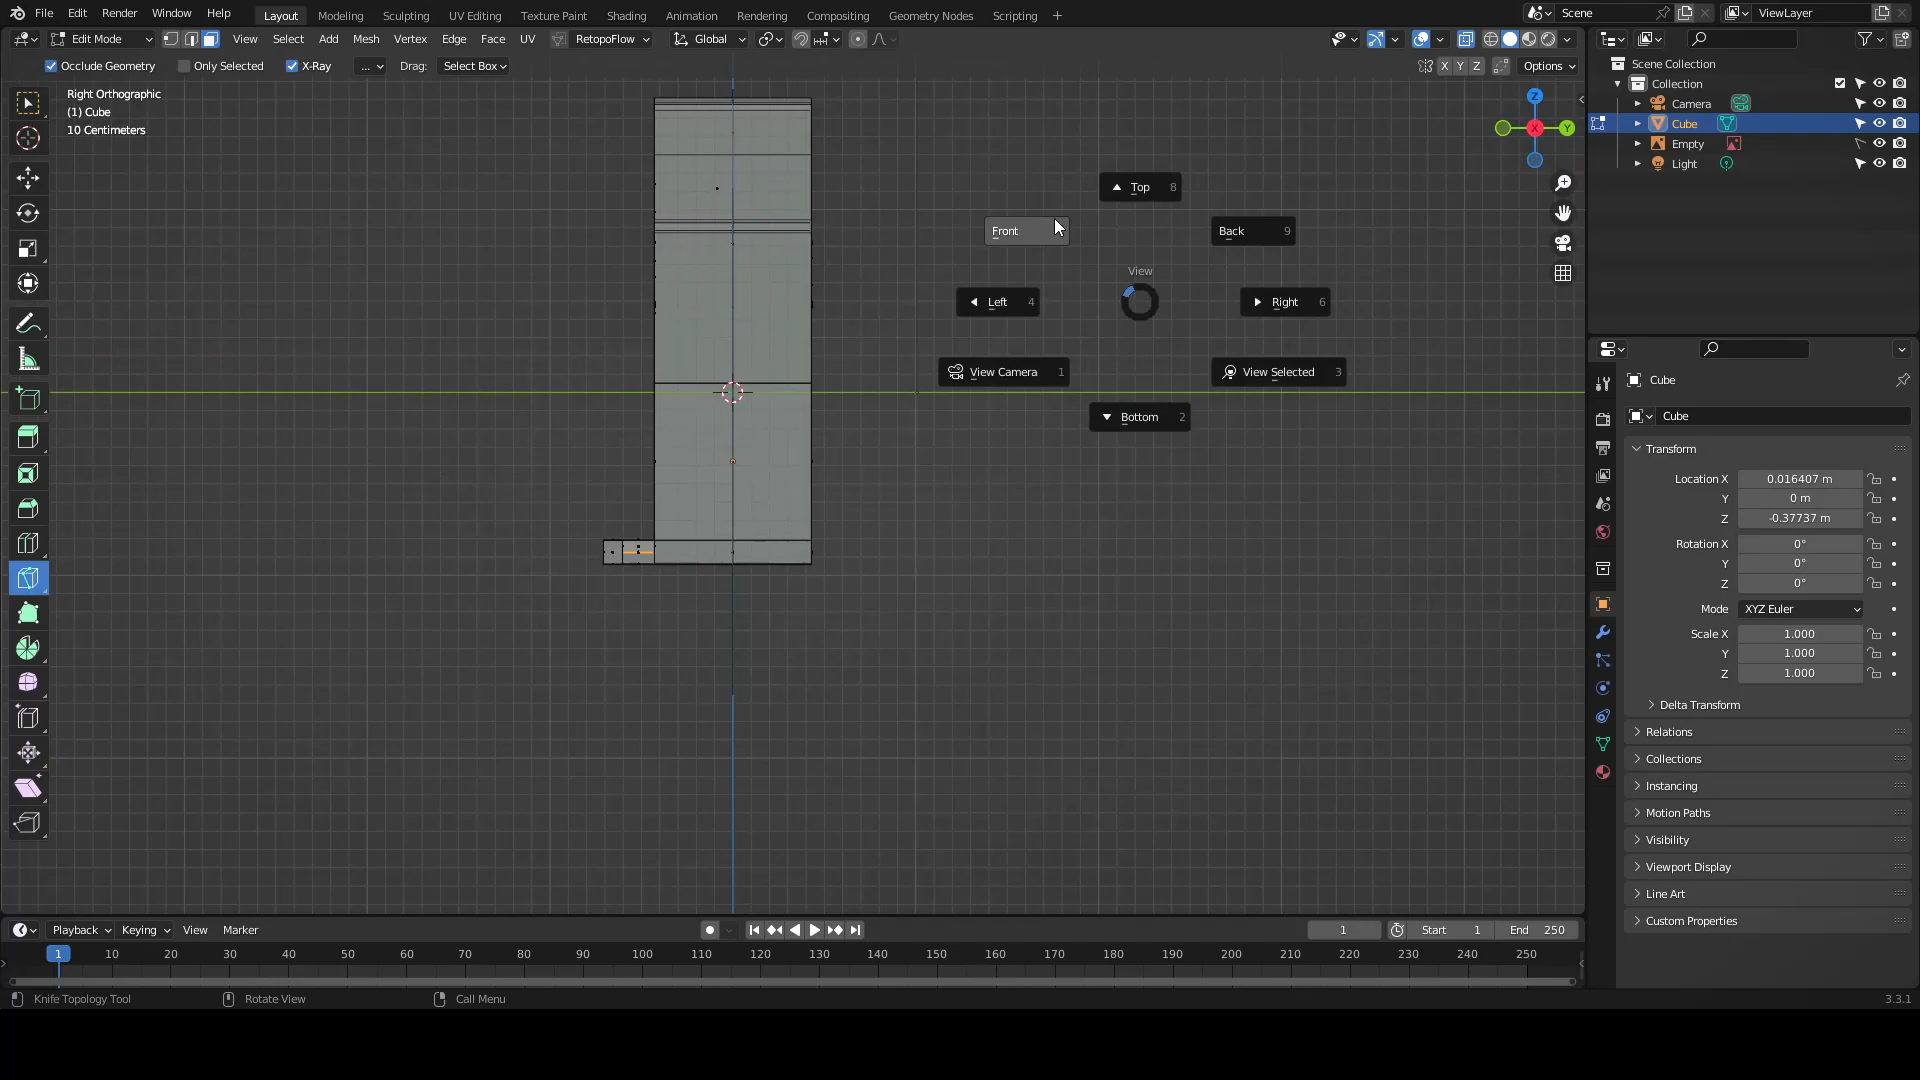 File Edit Render Window Help Layout Modeling Sculpting UV Editing Texture Paint Shading Animation Rendering Compositing Geometry Nodes Scripting + Scene ViewLayer
Edit Mode View Select Add Mesh Vertex Edge Face UV RetopoFlow Global
Occlude Geometry Only Selected X-Ray ... Drag: Select Box X Y Z Options
Right Orthographic
(1) Cube
10 Centimeters
Z
X
Y
Top 8
Front
Back 9
View
Left 4
Right 6
View Camera 1
View Selected 3
Bottom 2
Scene Collection
Collection
Camera
Cube
Empty
Light
Cube
Cube
Transform
Location X 0.016407 m
Y 0 m
Z -0.37737 m
Rotation X 0°
Y 0°
Z 0°
Mode XYZ Euler
Scale X 1.000
Y 1.000
Z 1.000
Delta Transform
Relations
Collections
Instancing
Motion Paths
Visibility
Viewport Display
Line Art
Custom Properties
Playback Keying View Marker 1 Start 1 End 250
1 10 20 30 40 50 60 70 80 90 100 110 120 130 140 150 160 170 180 190 200 210 220 230 240 250
Knife Topology Tool Rotate View Call Menu 3.3.1